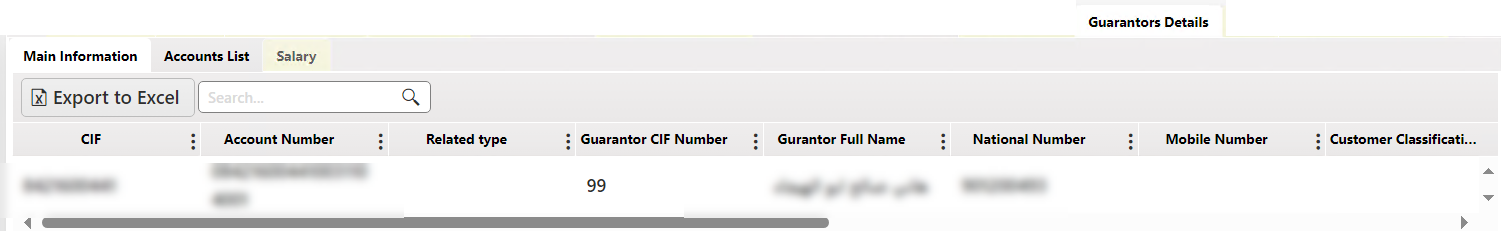 Guarantors Details
Main Information Accounts List Salary
Export to Excel Search...
CIF Account Number Related type Guarantor CIF Number Gurantor Full Name National Number Mobile Number Customer Classificati...
99